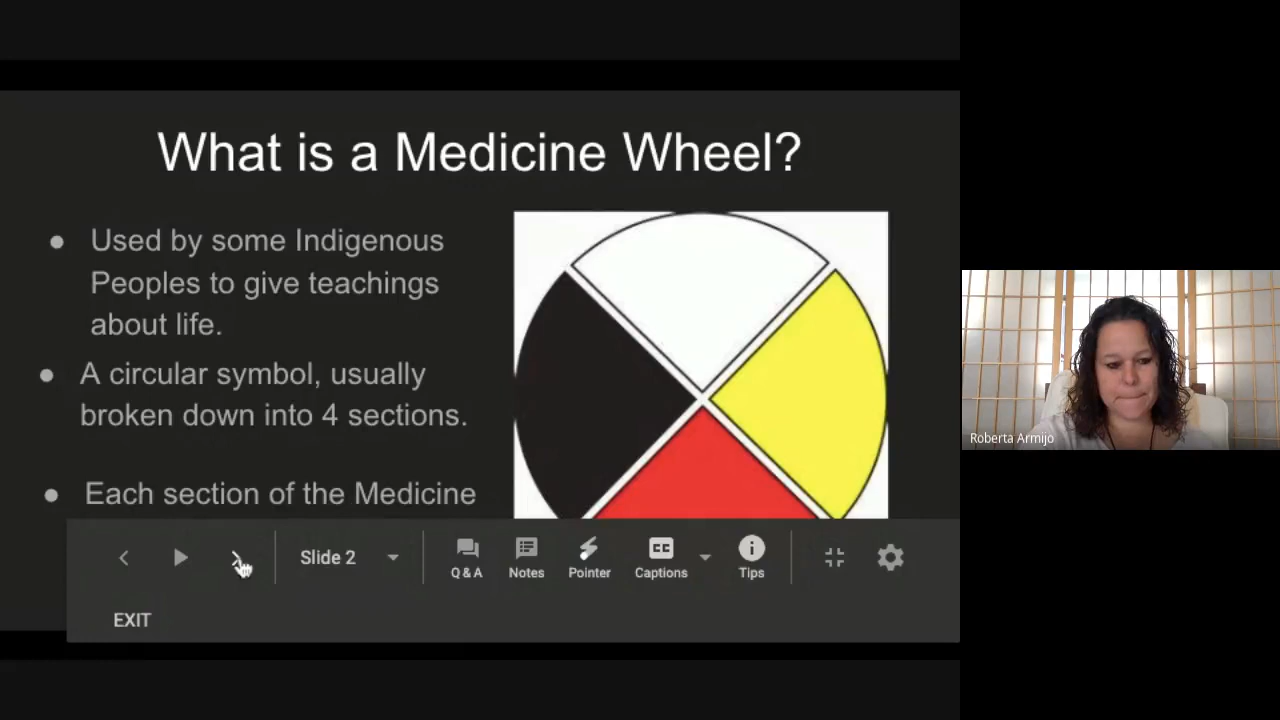 What is a Medicine Wheel?
● Used by some Indigenous
Peoples to give teachings
about life.
● A circular symbol, usually
broken down into 4 sections.
● Each section of the Medicine
Slide 2
Q & A
Notes
Pointer
CC
Captions
Tips
EXIT
Roberta Armijo